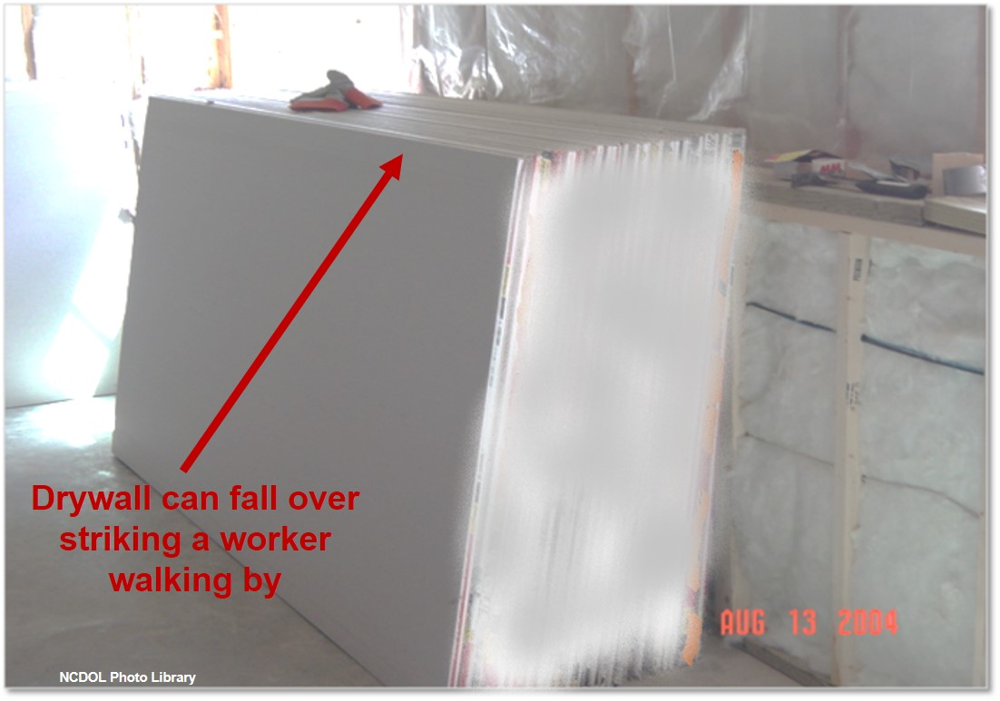 Drywall can fall over
striking a worker
walking by
AUG 13 2004
NCDOL Photo Library